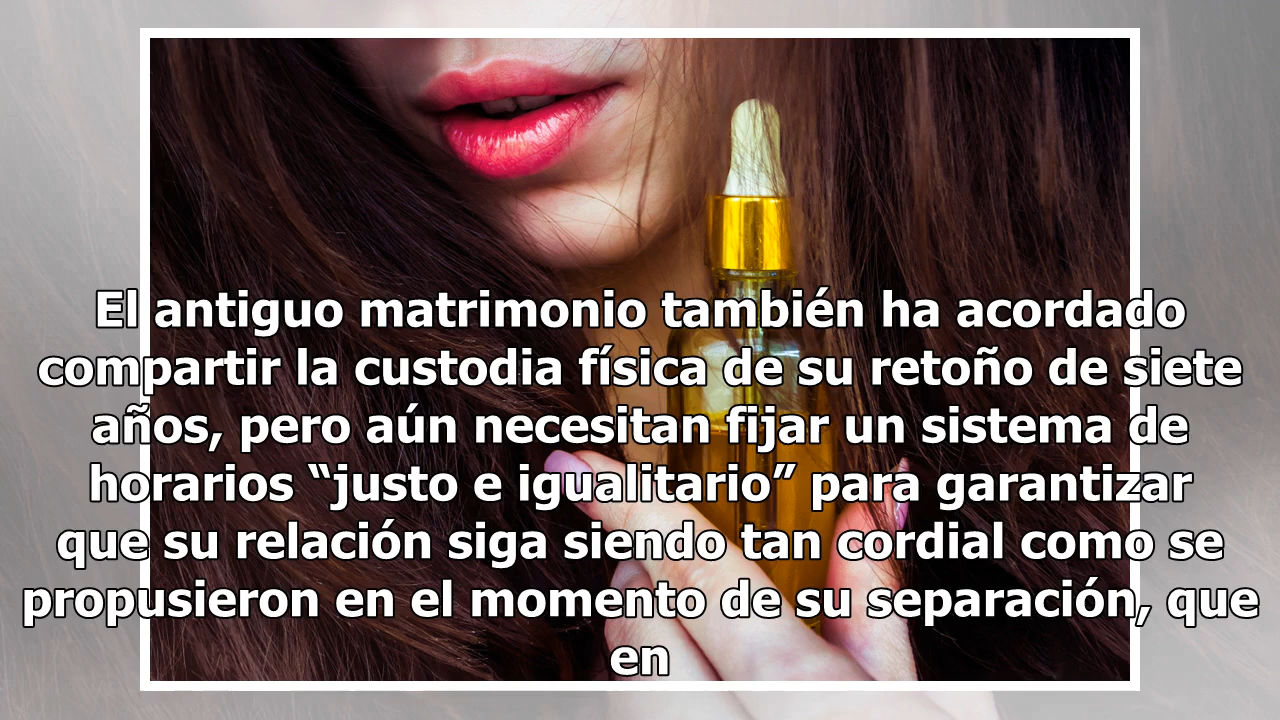 El antiguo matrimonio también ha acordado
compartir la custodia física de su retoño de siete
años, pero aún necesitan fijar un sistema de
horarios “justo e igualitario” para garantizar
que su relación siga siendo tan cordial como se
propusieron en el momento de su separación, que
en